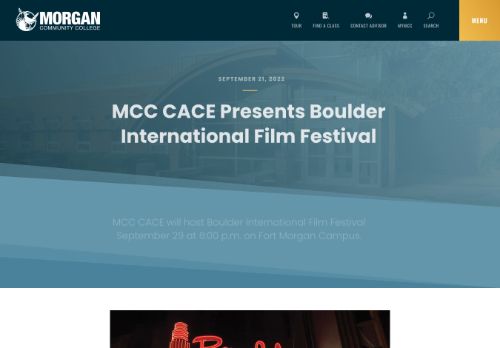 MORGAN
COMMUNITY COLLEGE
TOUR
FIND A CLASS
CONTACT ADVISOR
MYMCC
SEARCH
MENU
SEPTEMBER 21, 2022
MCC CACE Presents Boulder
International Film Festival
MCC CACE will host Boulder International Film Festival
September 29 at 6:00 p.m. on Fort Morgan Campus.